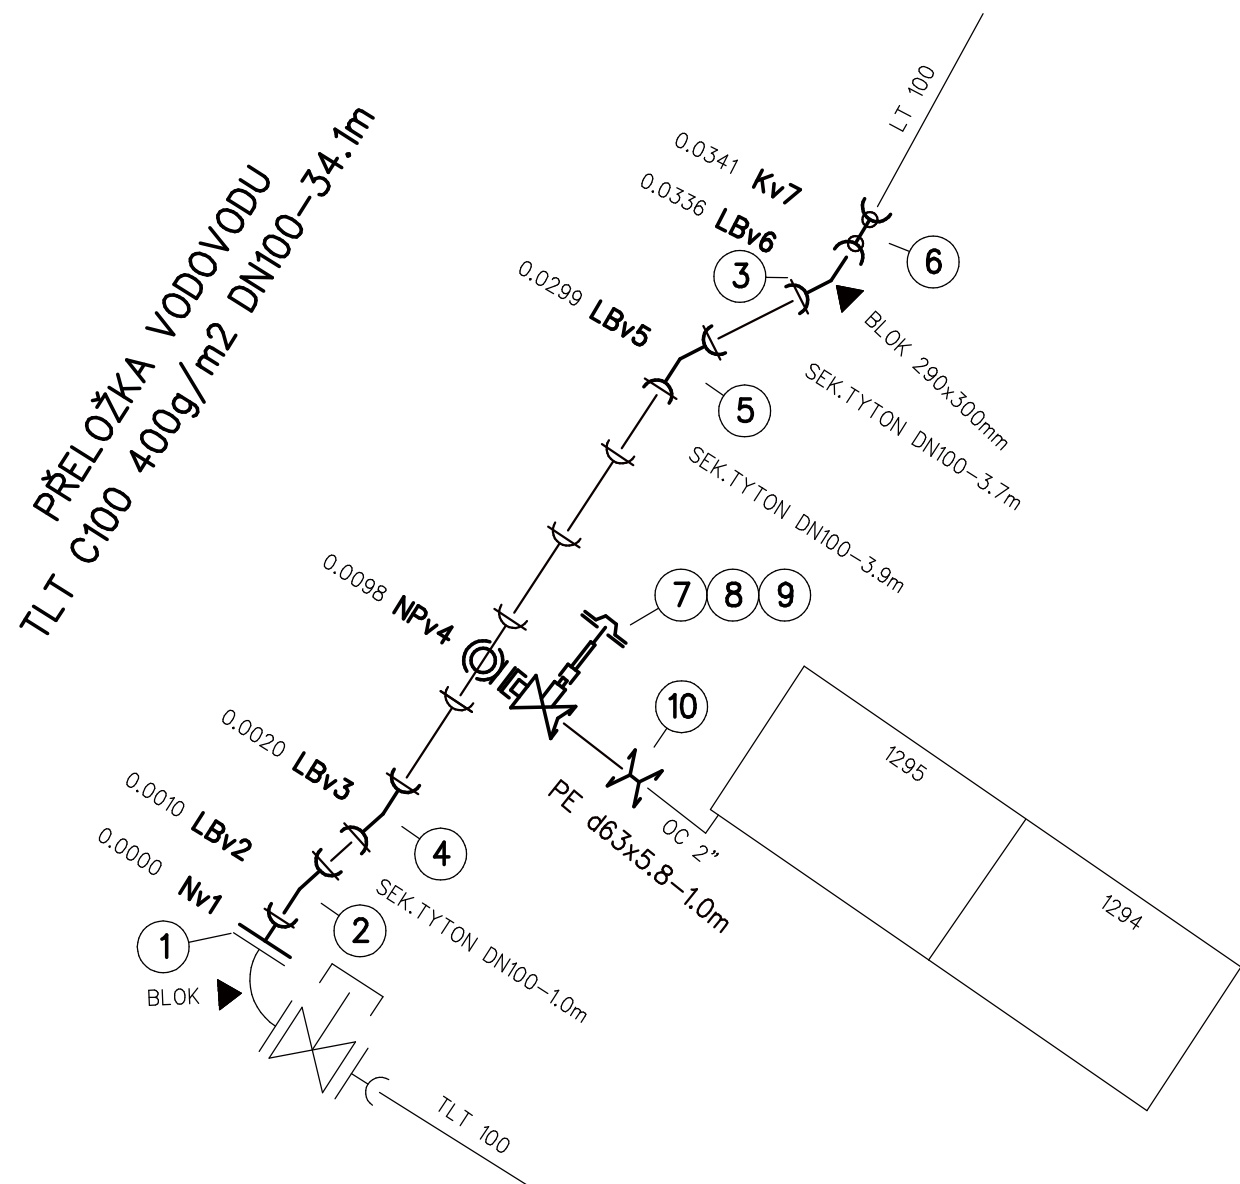 PŘELOŽKA VODOVODU
TLT C100 400g/m2 DN100-34.1m
LT 100
0.0341 Kv7
0.0336 LBv6
6
3
0.0299 LBv5
BLOK 290x300mm
5
SEK.TYTON DN100-3.7m
SEK.TYTON DN100-3.9m
0.0098 NPv4
7 8 9
10
1295
0.0020 LBv3
PE d63x5.8-1.0m
OC 2"
0.0010 LBv2
4
0.0000 Nv1
SEK.TYTON DN100-1.0m
1294
1
2
BLOK
TLT 100